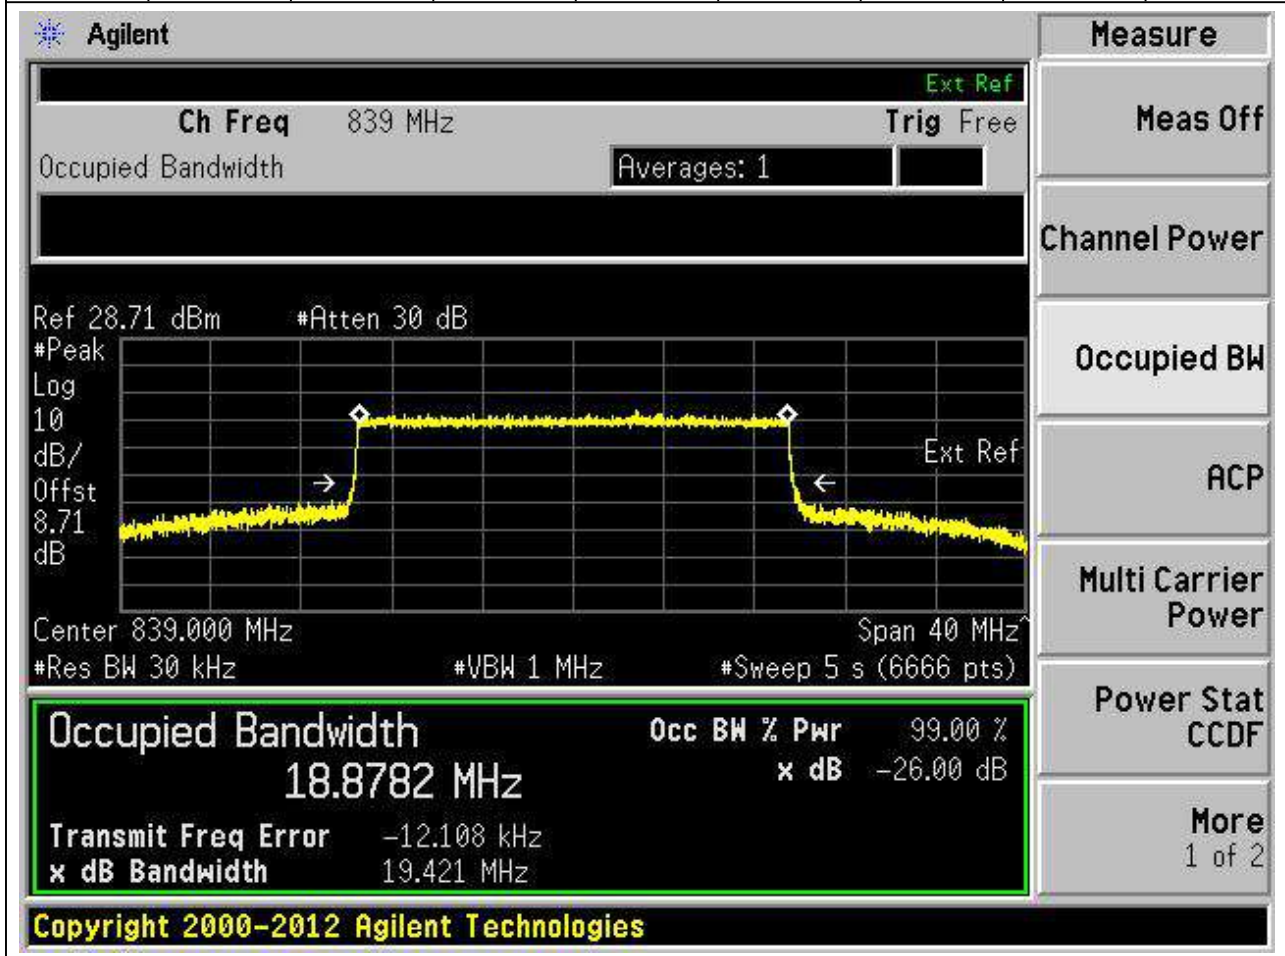 Agilent
Measure
Ext Ref
Ch Freq 839 MHz Trig Free
Occupied Bandwidth Averages: 1
Meas Off
Channel Power
Occupied BW
ACP
Multi Carrier
Power
Power Stat
CCDF
More
1 of 2
Ref 28.71 dBm #Atten 30 dB
#Peak
Log
10
dB/
Offst
8.71
dB
Ext Ref
Center 839.000 MHz Span 40 MHz^
#Res BW 30 kHz #VBW 1 MHz #Sweep 5 s (6666 pts)
Occupied Bandwidth Occ BW % Pwr 99.00 %
18.8782 MHz x dB -26.00 dB
Transmit Freq Error -12.108 kHz
x dB Bandwidth 19.421 MHz
Copyright 2000-2012 Agilent Technologies